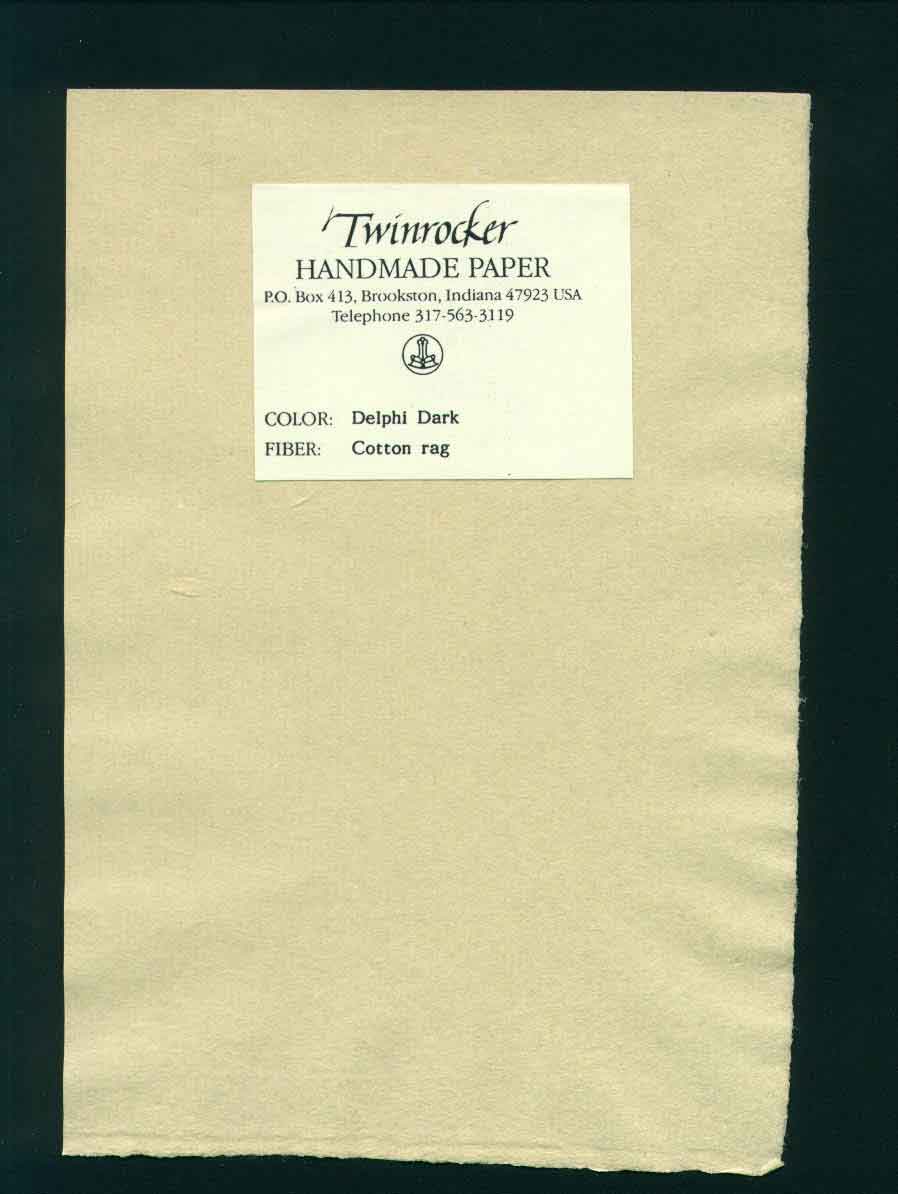 Twinrocker
HANDMADE PAPER
P.O. Box 413, Brookston, Indiana 47923 USA
Telephone 317-563-3119
COLOR: Delphi Dark
FIBER: Cotton rag